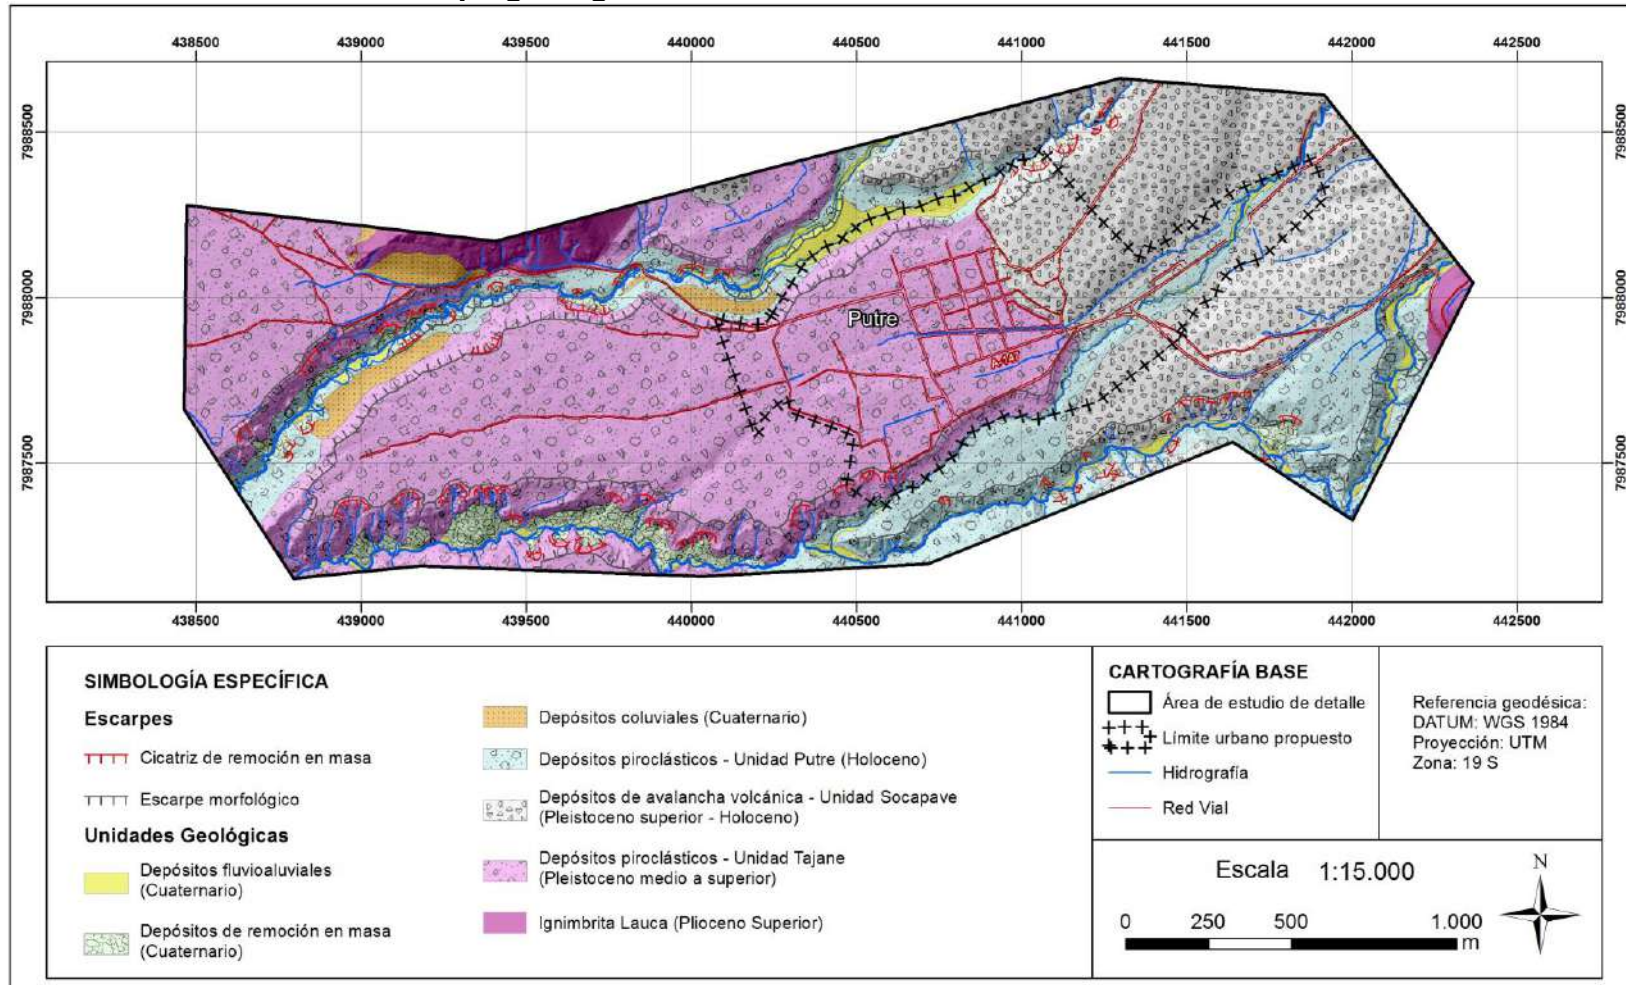 438500 439000 439500 440000 440500 441000 441500 442000 442500
7988500 7988500
7988000 7988000
7987500 7987500
Putre
438500 439000 439500 440000 440500 441000 441500 442000 442500
SIMBOLOGÍA ESPECÍFICA
Escarpes
Cicatriz de remoción en masa
Escarpe morfológico
Unidades Geológicas
Depósitos fluvioaluviales
(Cuaternario)
Depósitos de remoción en masa
(Cuaternario)
Depósitos coluviales (Cuaternario)
Depósitos piroclásticos - Unidad Putre (Holoceno)
Depósitos de avalancha volcánica - Unidad Socapave
(Pleistoceno superior - Holoceno)
Depósitos piroclásticos - Unidad Tajane
(Pleistoceno medio a superior)
Ignimbrita Lauca (Plioceno Superior)
CARTOGRAFÍA BASE
Área de estudio de detalle
Límite urbano propuesto
Hidrografía
Red Vial
Referencia geodésica:
DATUM: WGS 1984
Proyección: UTM
Zona: 19 S
Escala 1:15.000
N
0 250 500 1.000
m